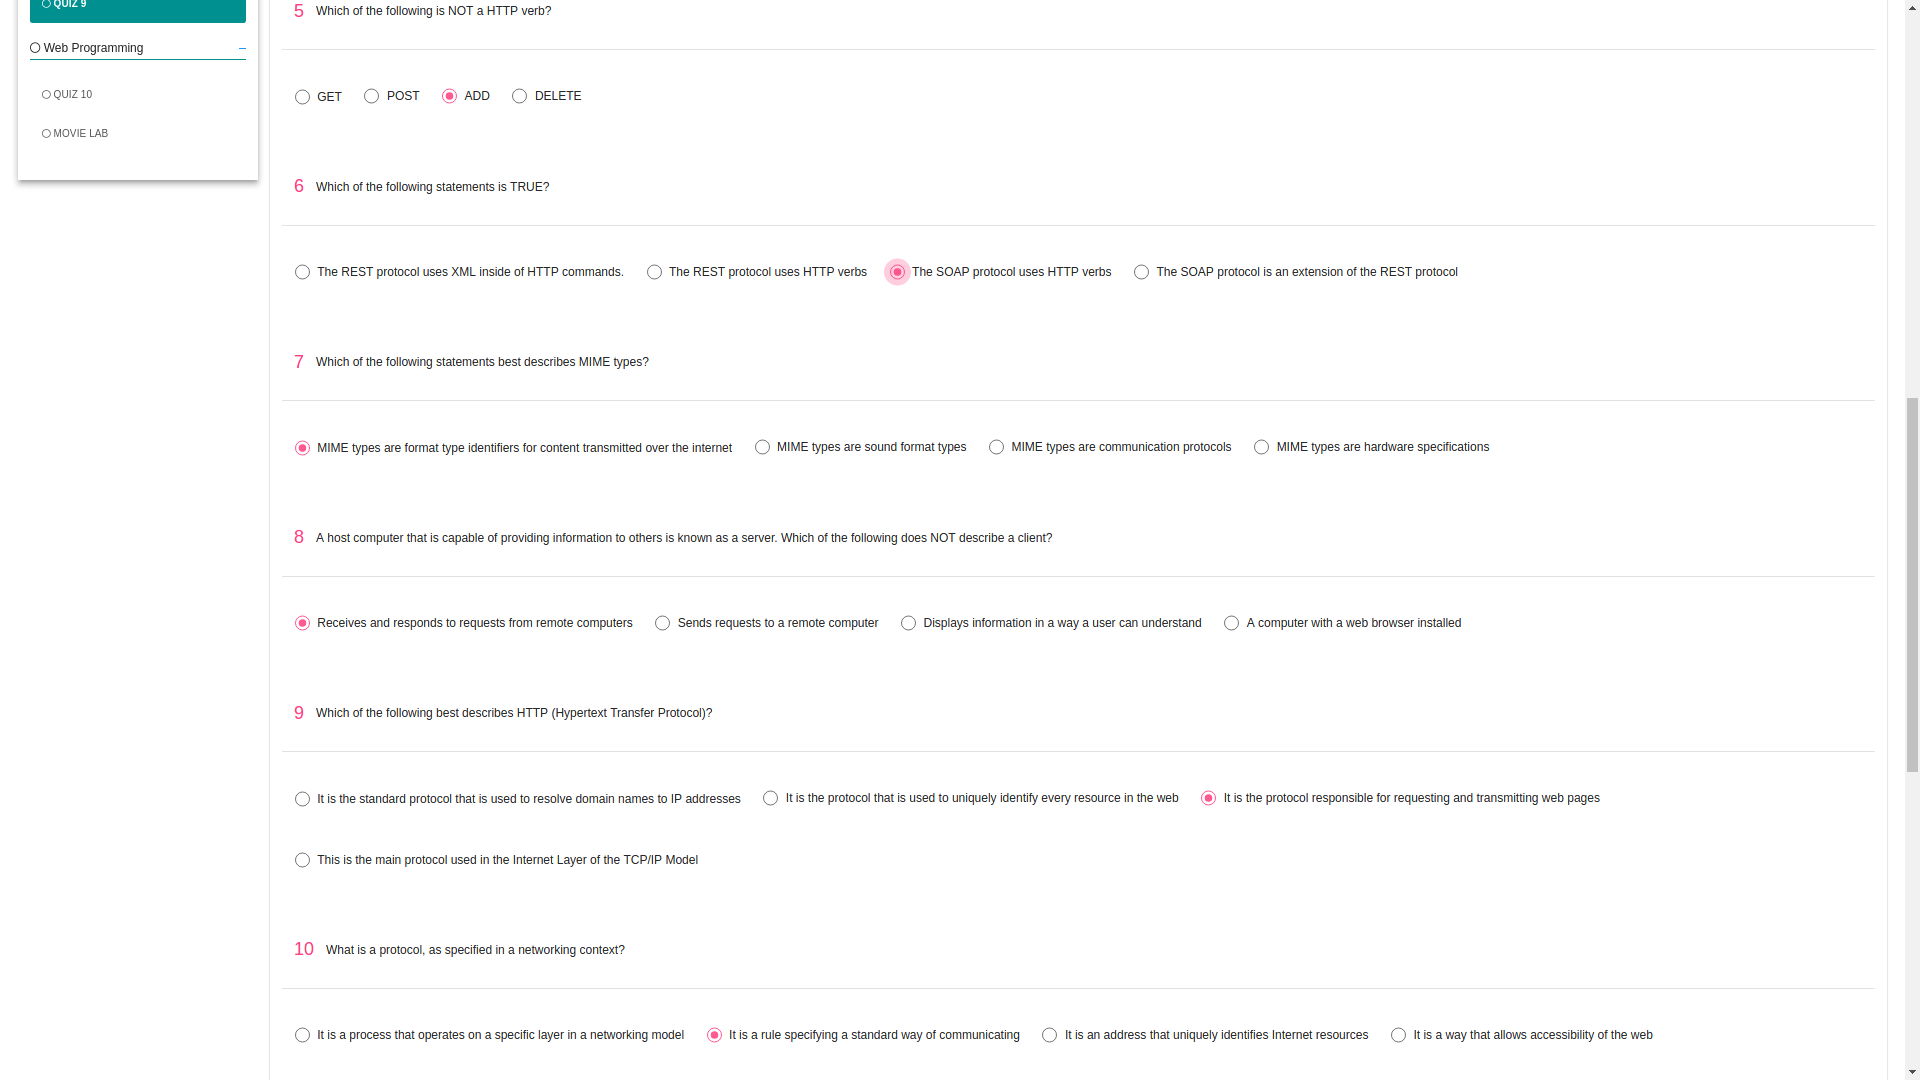 QUIZ 9
Web Programming
QUIZ 10
MOVIE LAB
5 Which of the following is NOT a HTTP verb?
GET POST ADD DELETE
6 Which of the following statements is TRUE?
The REST protocol uses XML inside of HTTP commands. The REST protocol uses HTTP verbs The SOAP protocol uses HTTP verbs The SOAP protocol is an extension of the REST protocol
7 Which of the following statements best describes MIME types?
MIME types are format type identifiers for content transmitted over the internet MIME types are sound format types MIME types are communication protocols MIME types are hardware specifications
8 A host computer that is capable of providing information to others is known as a server. Which of the following does NOT describe a client?
Receives and responds to requests from remote computers Sends requests to a remote computer Displays information in a way a user can understand A computer with a web browser installed
9 Which of the following best describes HTTP (Hypertext Transfer Protocol)?
It is the standard protocol that is used to resolve domain names to IP addresses It is the protocol that is used to uniquely identify every resource in the web It is the protocol responsible for requesting and transmitting web pages
This is the main protocol used in the Internet Layer of the TCP/IP Model
10 What is a protocol, as specified in a networking context?
It is a process that operates on a specific layer in a networking model It is a rule specifying a standard way of communicating It is an address that uniquely identifies Internet resources It is a way that allows accessibility of the web